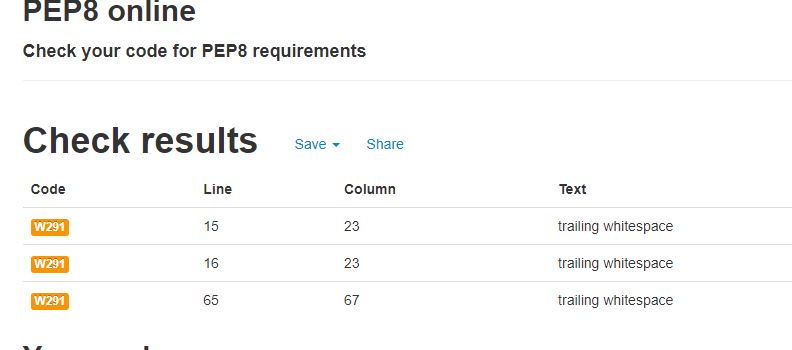 PEP8 online
Check your code for PEP8 requirements
Check results Save Share
Code Line Column Text
W291 15 23 trailing whitespace
W291 16 23 trailing whitespace
W291 65 67 trailing whitespace